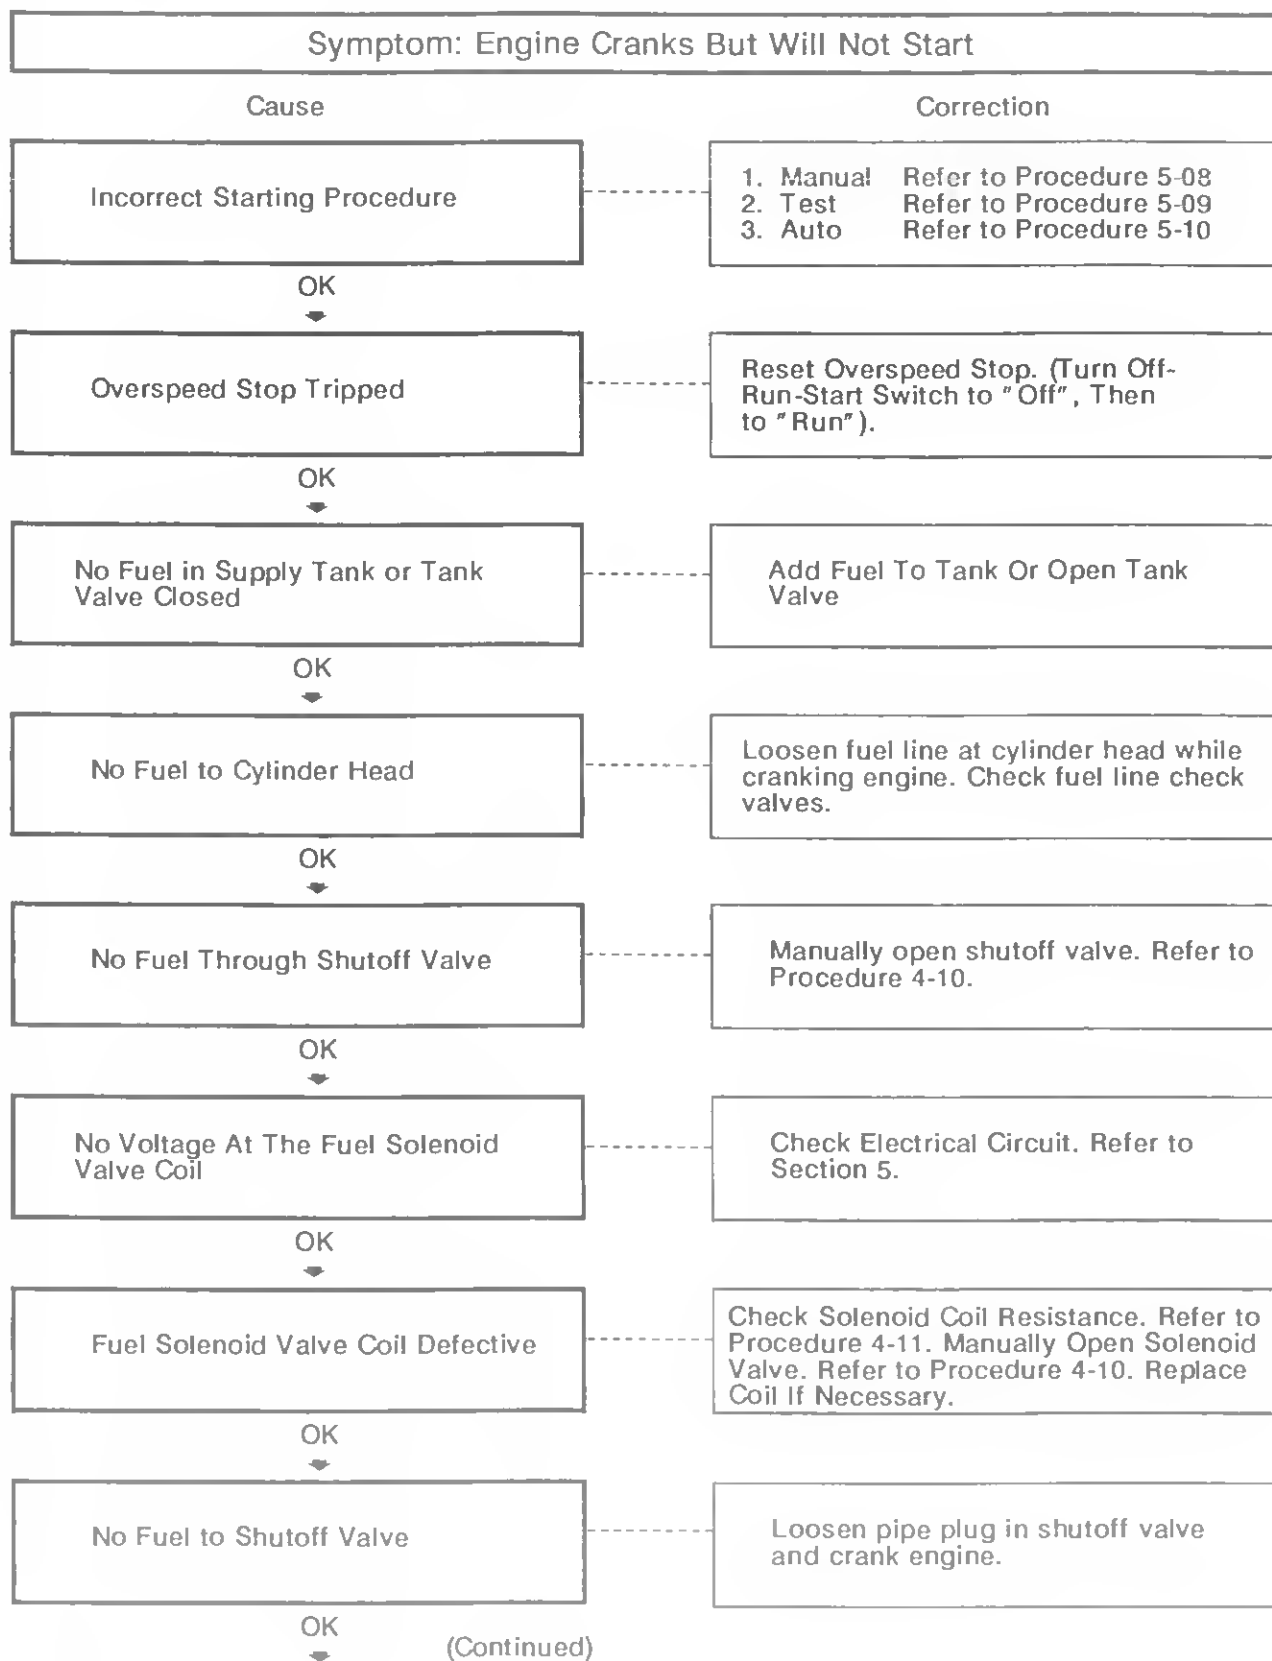 Symptom: Engine Cranks But Will Not Start
Cause
Correction
Incorrect Starting Procedure
1. Manual Refer to Procedure 5-08
2. Test Refer to Procedure 5-09
3. Auto Refer to Procedure 5-10
OK
Overspeed Stop Tripped
Reset Overspeed Stop. (Turn Off-
Run-Start Switch to "Off", Then
to "Run").
OK
No Fuel in Supply Tank or Tank
Valve Closed
Add Fuel To Tank Or Open Tank
Valve
OK
No Fuel to Cylinder Head
Loosen fuel line at cylinder head while
cranking engine. Check fuel line check
valves.
OK
No Fuel Through Shutoff Valve
Manually open shutoff valve. Refer to
Procedure 4-10.
OK
No Voltage At The Fuel Solenoid
Valve Coil
Check Electrical Circuit. Refer to
Section 5.
OK
Fuel Solenoid Valve Coil Defective
Check Solenoid Coil Resistance. Refer to
Procedure 4-11. Manually Open Solenoid
Valve. Refer to Procedure 4-10. Replace
Coil If Necessary.
OK
No Fuel to Shutoff Valve
Loosen pipe plug in shutoff valve
and crank engine.
OK
(Continued)